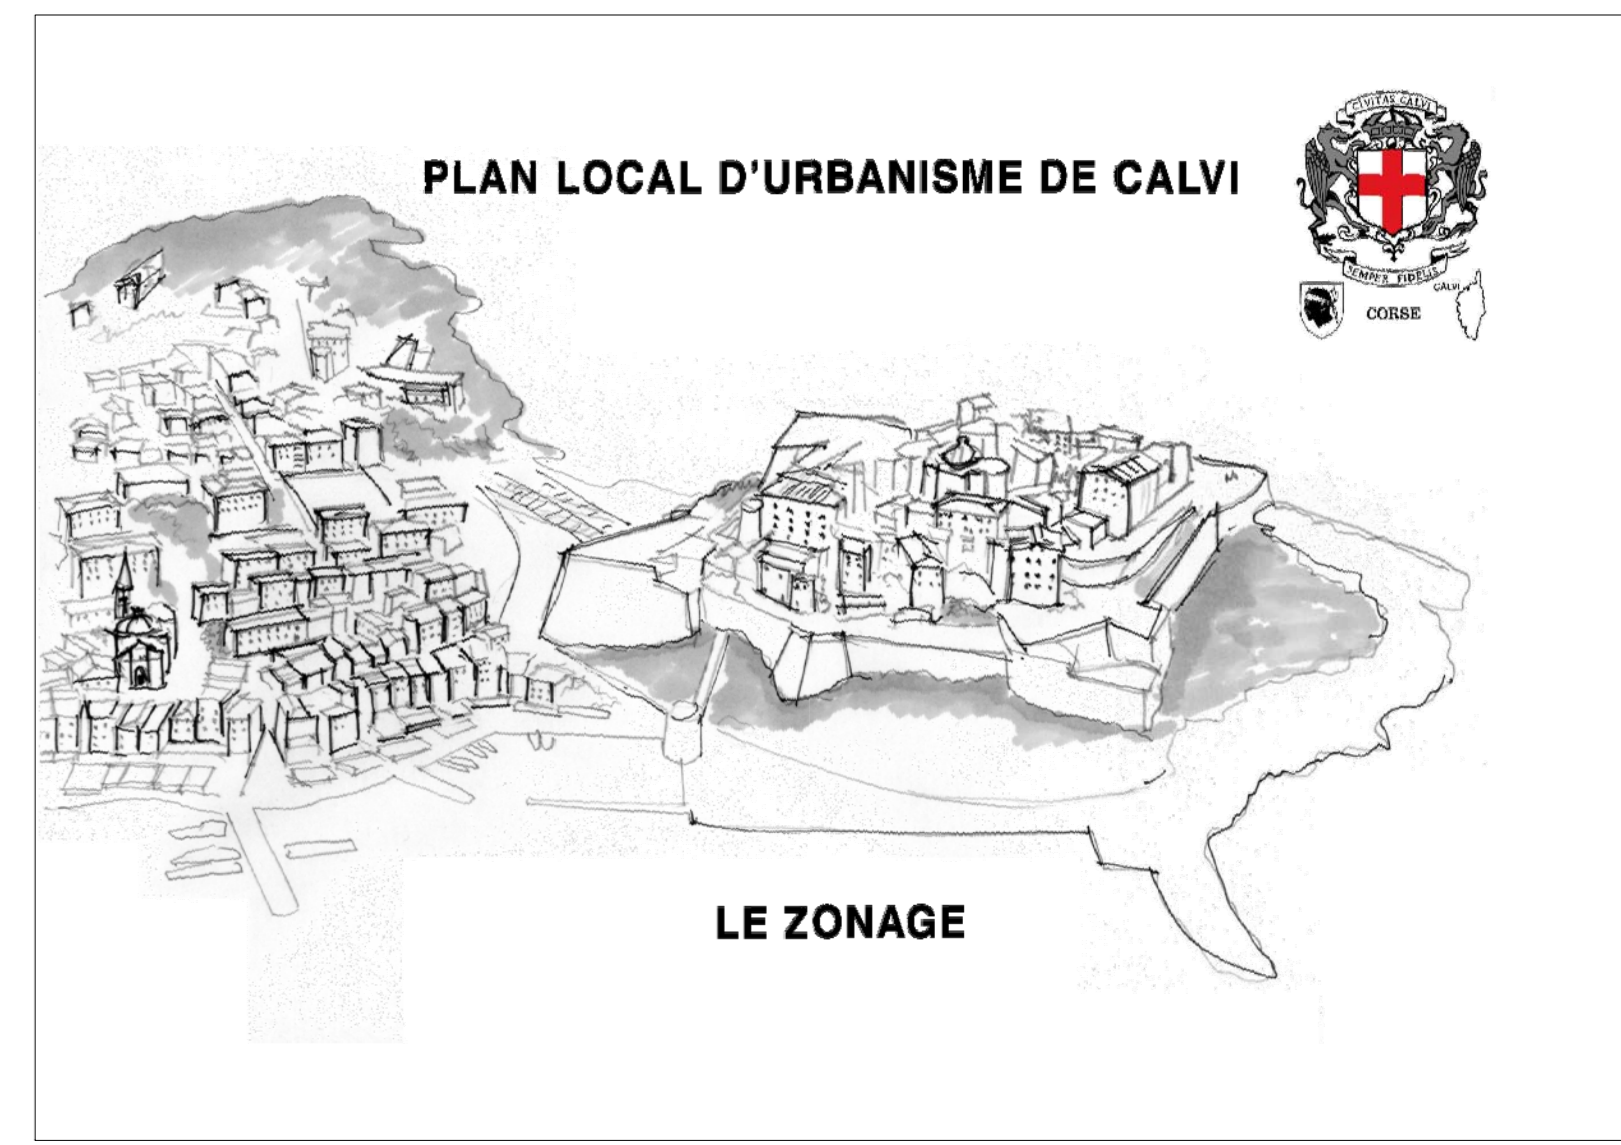 PLAN LOCAL D'URBANISME DE CALVI
CIVITAS CALVI
SEMPER FIDELIS
CALVI
CORSE
LE ZONAGE